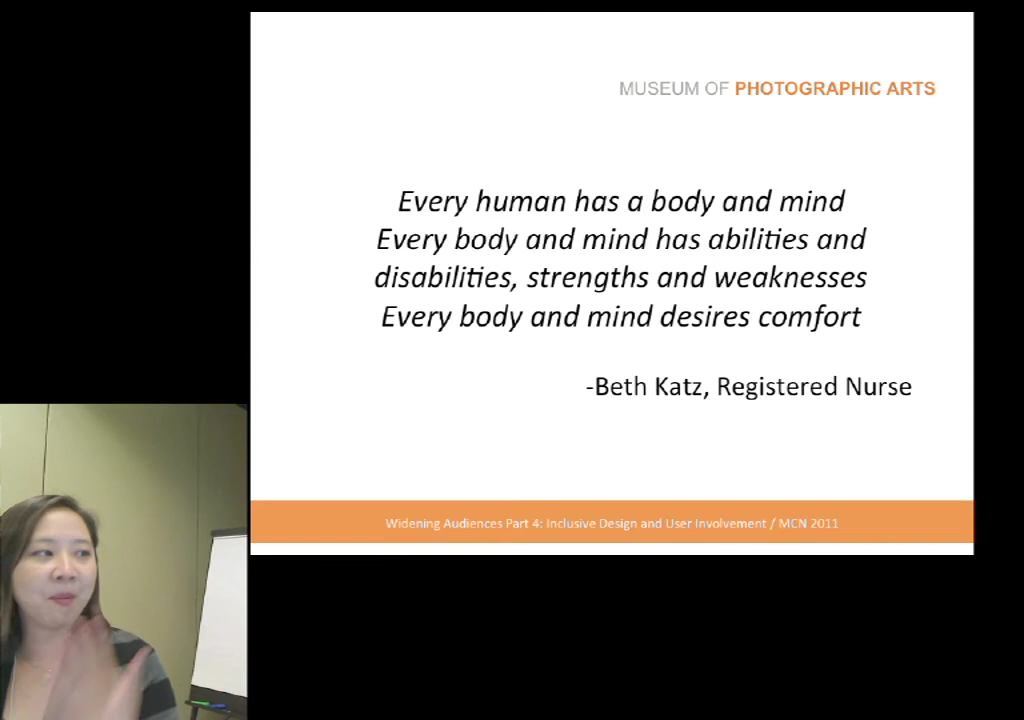 MUSEUM OF PHOTOGRAPHIC ARTS
Every human has a body and mind
Every body and mind has abilities and
disabilities, strengths and weaknesses
Every body and mind desires comfort
-Beth Katz, Registered Nurse
Widening Audiences Part 4: Inclusive Design and User Involvement / MCN 2011